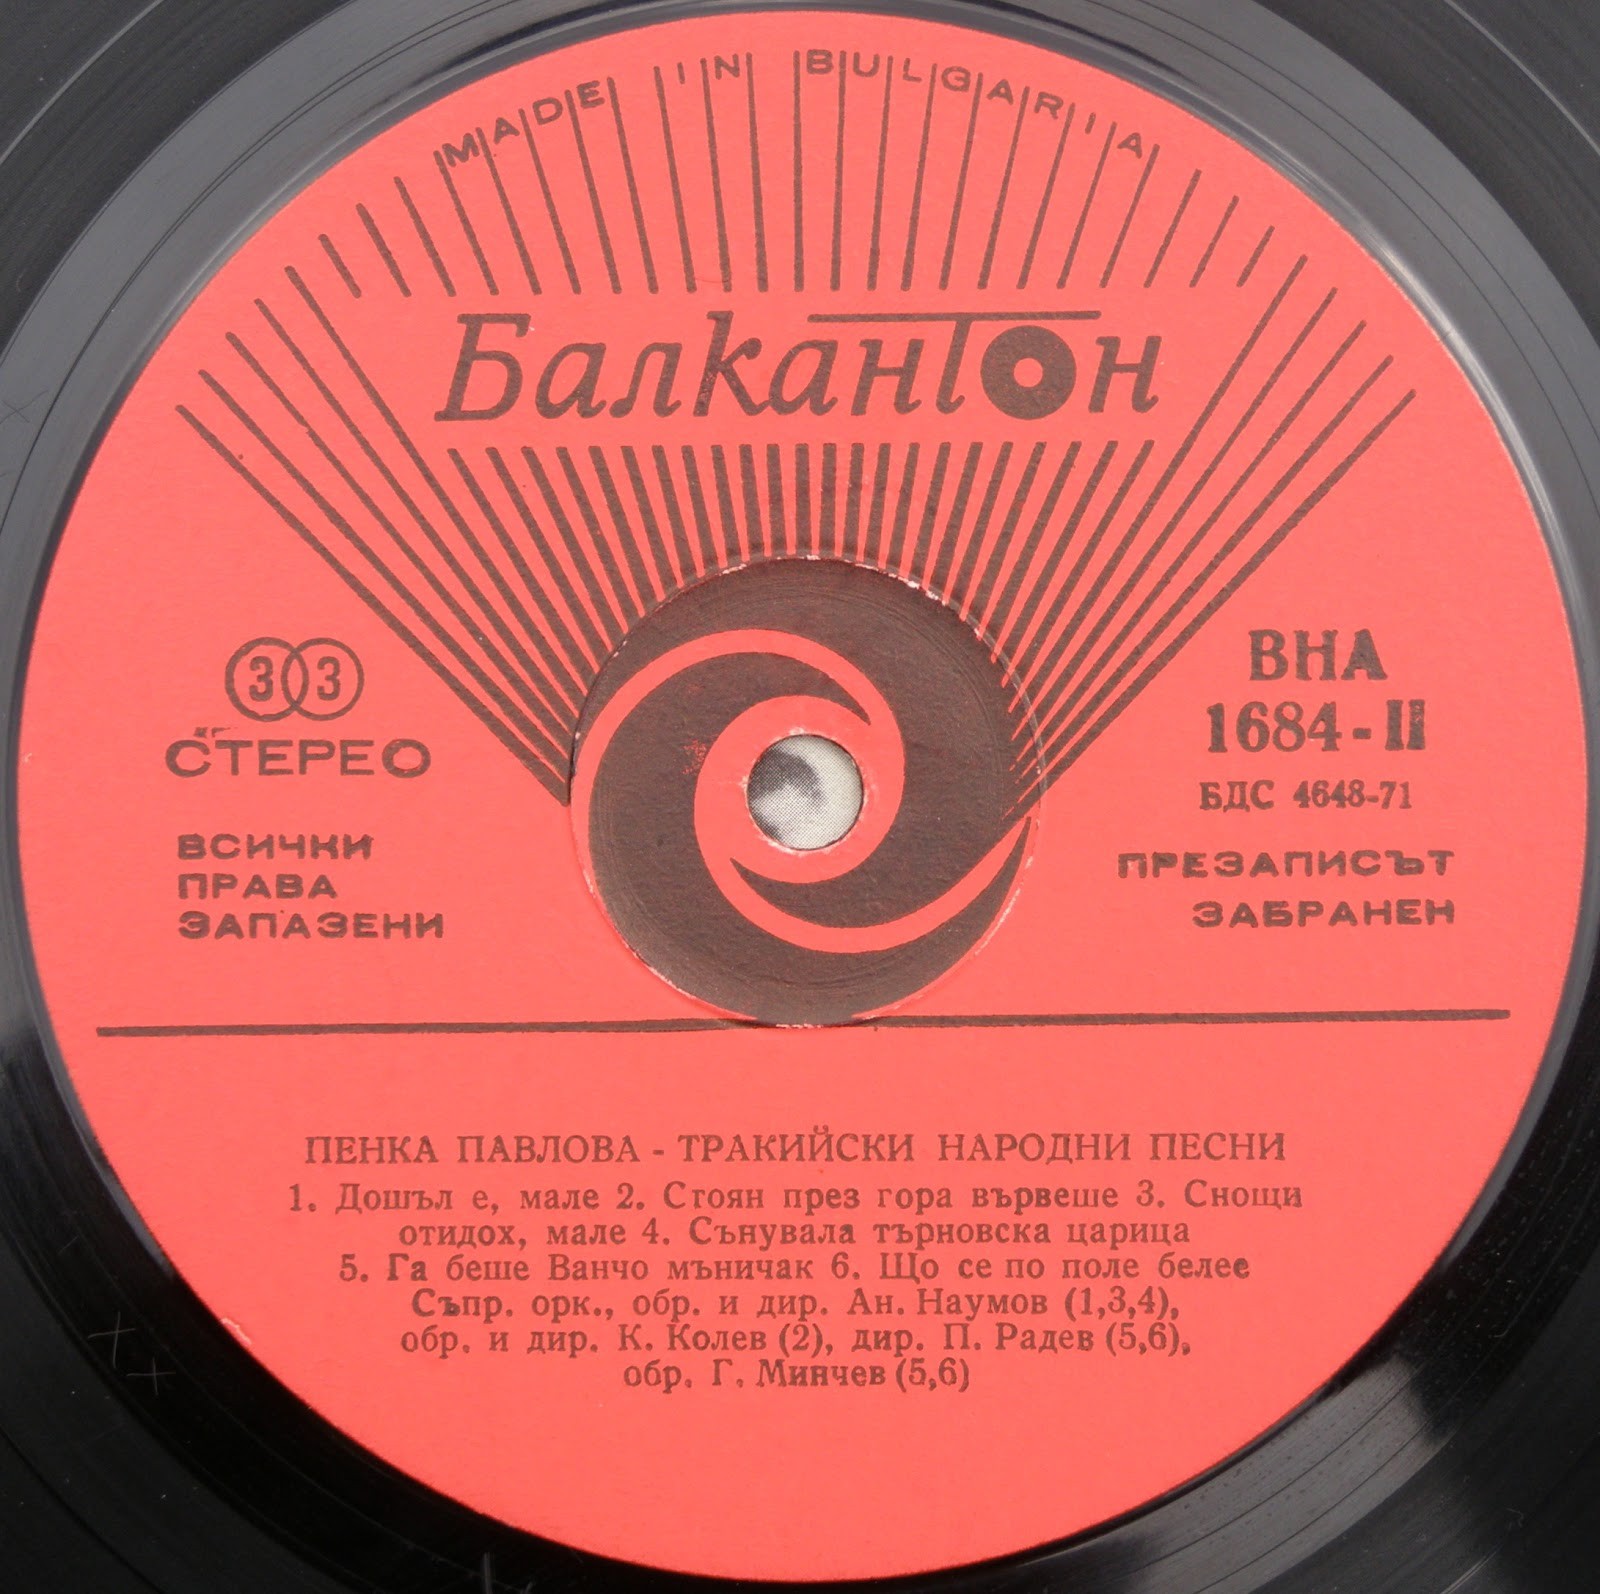 MADE IN BULGARIA
Балкантон
33
СТЕРЕО
ВСИЧКИ
ПРАВА
ЗАПАЗЕНИ
ВНА
1684-II
БДС 4648-71
ПРЕЗАПИСЪТ
ЗАБРАНЕН
ПЕНКА ПАВЛОВА - ТРАКИЙСКИ НАРОДНИ ПЕСНИ
1. Дошъл е, мале 2. Стоян през гора вървеше 3. Снощи
отидох, мале 4. Сънувала търновска царица
5. Га беше Ванчо мъничак 6. Що се по поле белее
Съпр. орк., обр. и дир. Ан. Наумов (1,3,4),
обр. и дир. К. Колев (2), дир. П. Радев (5,6),
обр. Г. Минчев (5,6)